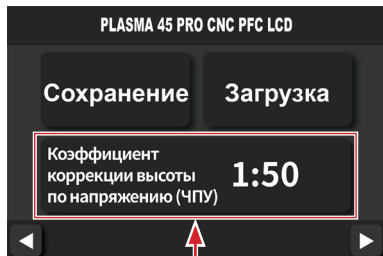 PLASMA 45 PRO CNC PFC LCD
Сохранение Загрузка
Коэффициент
коррекции высоты
по напряжению (ЧПУ)
1:50